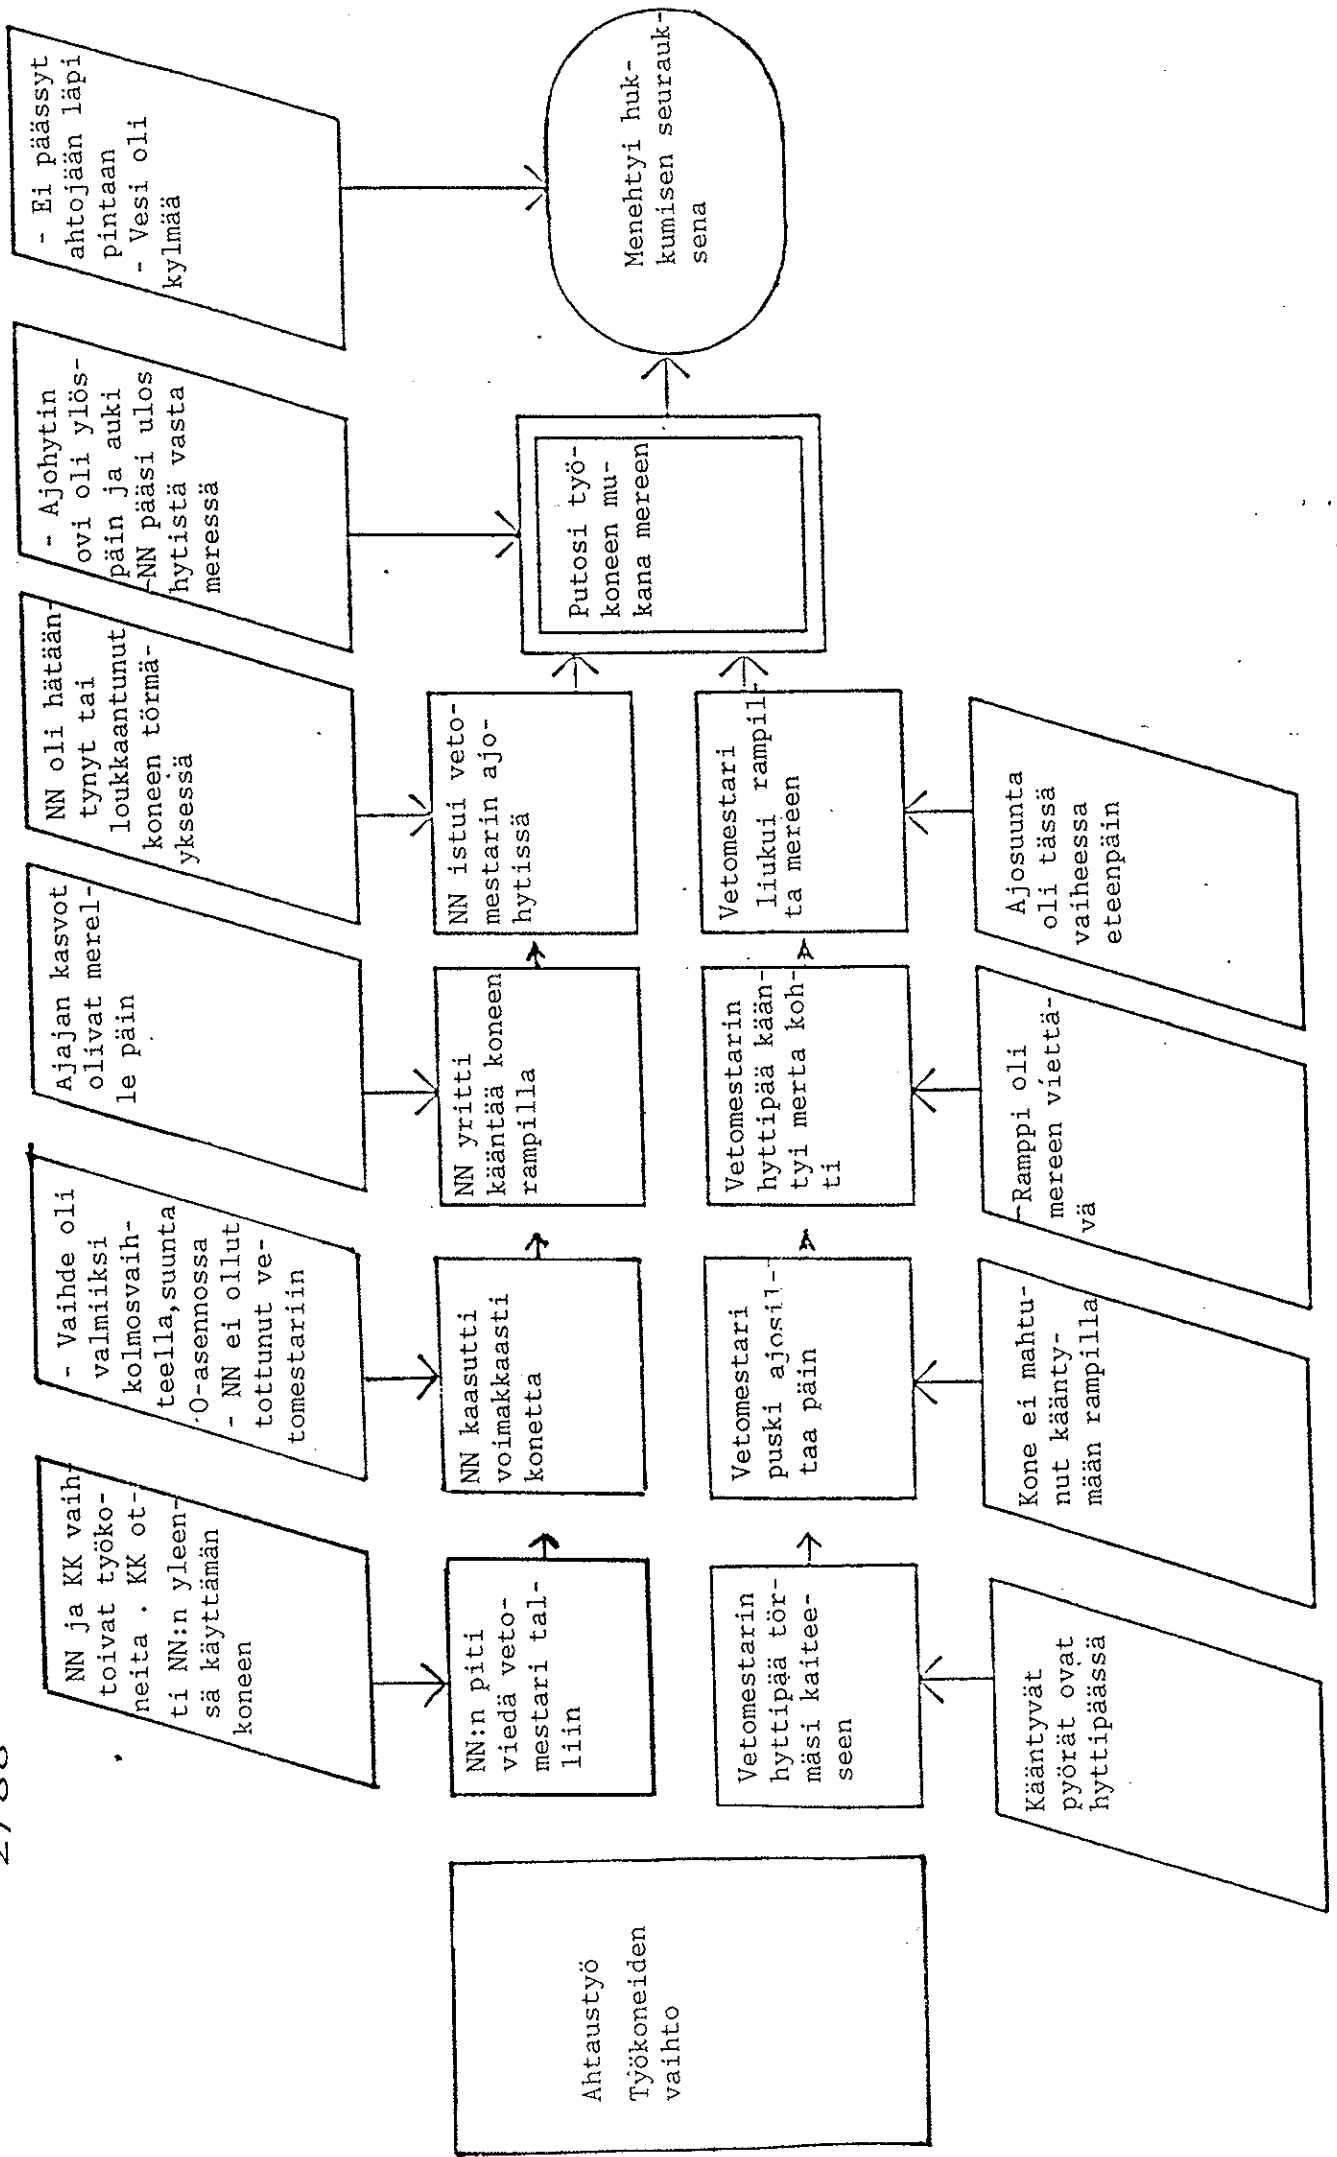 2/88
NN ja KK vaih-
toivat työko-
neita . KK ot-
ti NN:n yleen-
sä käyttämän
koneen
- Vaihde oli
valmiiksi
kolmosvaih-
teella,suunta
O-asennossa
- NN ei ollut
tottunut ve-
tomestariin
Ajajan kasvot
olivat merel-
le päin
NN oli hätään-
tynyt tai
loukkaantunut
koneen törmä-
yksessä
- Ajohytin
ovi oli ylös-
päin ja auki
-NN pääsi ulos
hytistä vasta
meressä
- Ei päässyt
ahtojään läpi
pintaan
- Vesi oli
kylmää
Ahtaustyö
Työkoneiden
vaihto
NN:n piti
viedä veto-
mestari tal-
liin
NN kaasutti
voimakkaasti
konetta
NN yritti
kääntää koneen
rampilla
NN istui veto-
mestarin ajo-
hytissä
Putosi työ-
koneen mu-
kana mereen
Menehtyi huk-
kumisen seurauk-
sena
Vetomestarin
hyttipää tör-
mäsi kaitee-
seen
Vetomestari
puski ajosil-
taa päin
Vetomestarin
hyttipää kään-
tyi merta koh-
ti
Vetomestari
liukui rampil-
ta mereen
Kääntyvät
pyörät ovat
hyttipäässä
Kone ei mahtu-
nut käänty-
mään rampilla
-Ramppi oli
mereen viettä-
vä
Ajosuunta
oli tässä
vaiheessa
eteenpäin